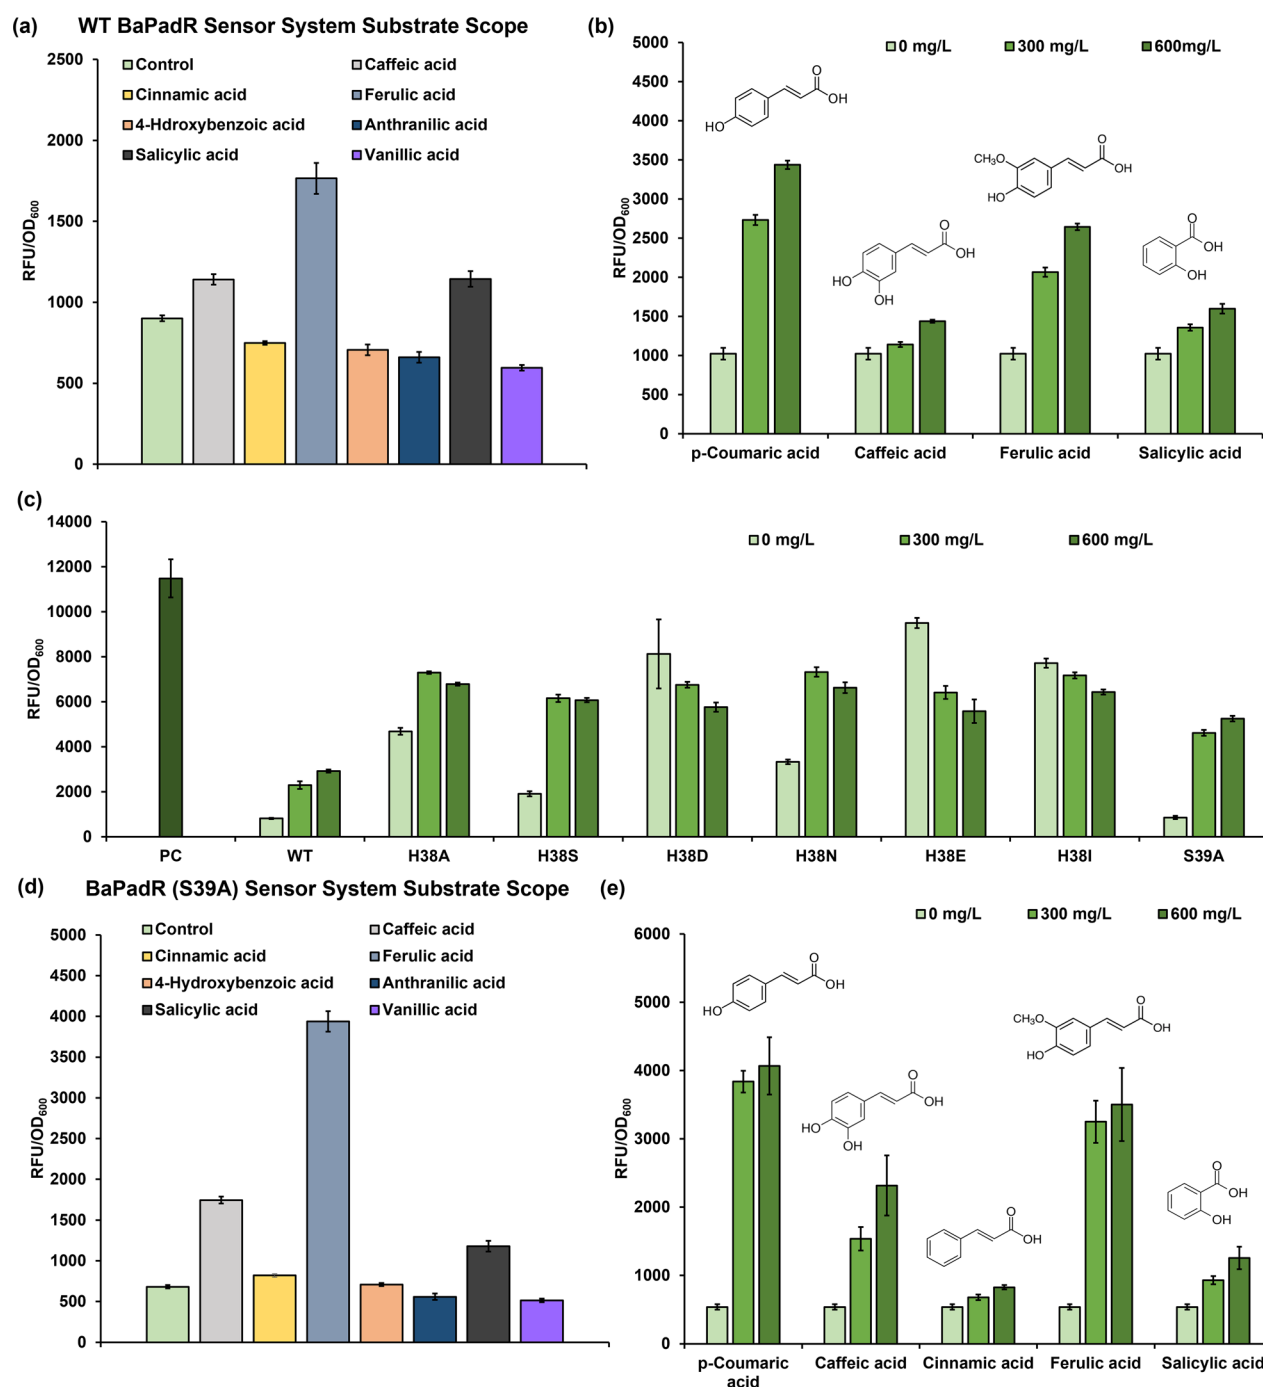 (a) WT BaPadR Sensor System Substrate Scope
RFU/OD600
2500
2000
1500
1000
500
0
Control
Caffeic acid
Cinnamic acid
Ferulic acid
4-Hdroxybenzoic acid
Anthranilic acid
Salicylic acid
Vanillic acid
(b)
RFU/OD600
5000
4500
4000
3500
3000
2500
2000
1500
1000
500
0
0 mg/L 300 mg/L 600mg/L
O
OH
HO
O
OH
HO
OH
O
CH3O
OH
HO
O
OH
OH
p-Coumaric acid Caffeic acid Ferulic acid Salicylic acid
(c)
RFU/OD600
14000
12000
10000
8000
6000
4000
2000
0
0 mg/L 300 mg/L 600 mg/L
PC WT H38A H38S H38D H38N H38E H38I S39A
(d) BaPadR (S39A) Sensor System Substrate Scope
RFU/OD600
5000
4500
4000
3500
3000
2500
2000
1500
1000
500
0
Control
Caffeic acid
Cinnamic acid
Ferulic acid
4-Hydroxybenzoic acid
Anthranilic acid
Salicylic acid
Vanillic acid
(e)
RFU/OD600
6000
5000
4000
3000
2000
1000
0
0 mg/L 300 mg/L 600 mg/L
O
OH
HO
O
OH
HO
OH
O
OH
O
CH3O
OH
HO
O
OH
OH
p-Coumaric acid Caffeic acid Cinnamic acid Ferulic acid Salicylic acid